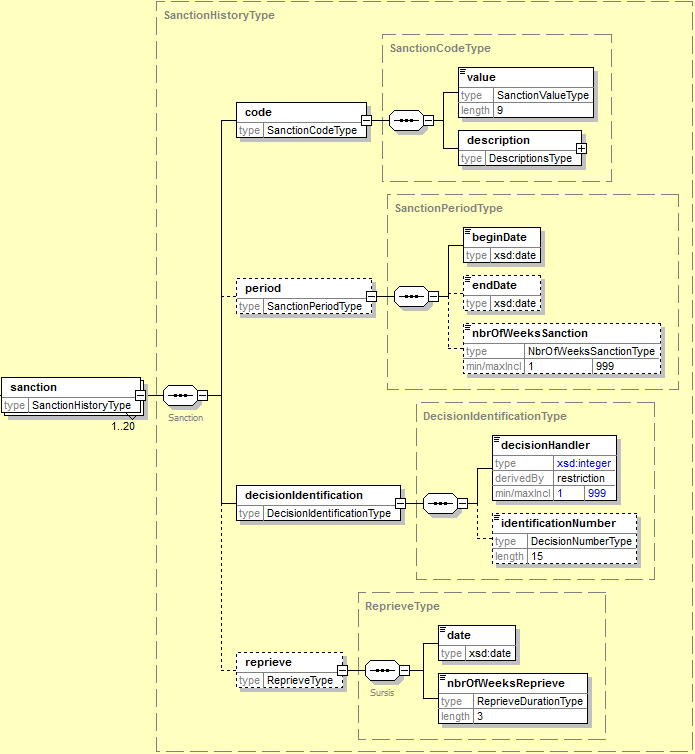 SanctionHistoryType
SanctionCodeType
value
type SanctionValueType
length 9
code
type SanctionCodeType
description
type DescriptionsType
SanctionPeriodType
beginDate
type xsd:date
period
type SanctionPeriodType
endDate
type xsd:date
nbrOfWeeksSanction
type NbrOfWeeksSanctionType
min/maxIncl 1 999
sanction
type SanctionHistoryType
1..20
Sanction
DecisionIdentificationType
decisionHandler
type xsd:integer
derivedBy restriction
min/maxIncl 1 999
decisionIdentification
type DecisionIdentificationType
identificationNumber
type DecisionNumberType
length 15
ReprieveType
date
type xsd:date
reprieve
type ReprieveType
Sursis
nbrOfWeeksReprieve
type ReprieveDurationType
length 3